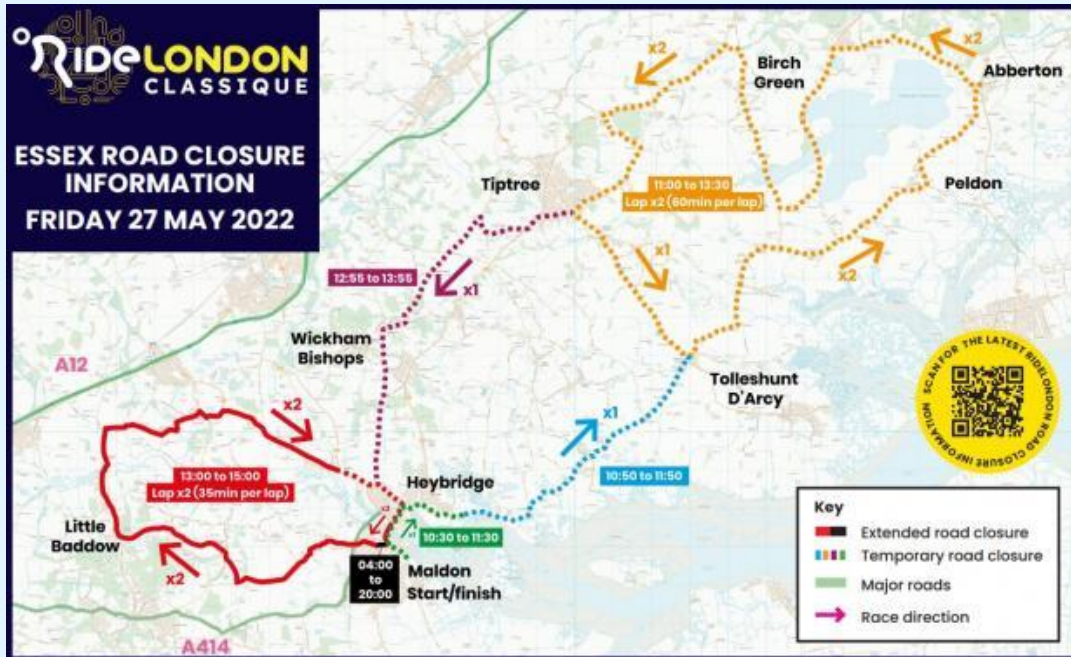 RIDELONDON
CLASSIQUE
ESSEX ROAD CLOSURE
INFORMATION
FRIDAY 27 MAY 2022
x2
Birch
Green
x2
Abberton
Tiptree
11:00 to 13:30
Lap x2 (60min per lap)
Peldon
x1
x2
12:55 to 13:55
x1
Wickham
Bishops
A12
Tolleshunt
D'Arcy
SCAN FOR THE LATEST RIDELONDON ROAD CLOSURE INFORMATION
x2
x1
13:00 to 15:00
Lap x2 (35min per lap)
10:50 to 11:50
Heybridge
Little
Baddow
10:30 to 11:30
x2
04:00
to
20:00
Maldon
Start/finish
A414
Key
Extended road closure
Temporary road closure
Major roads
Race direction